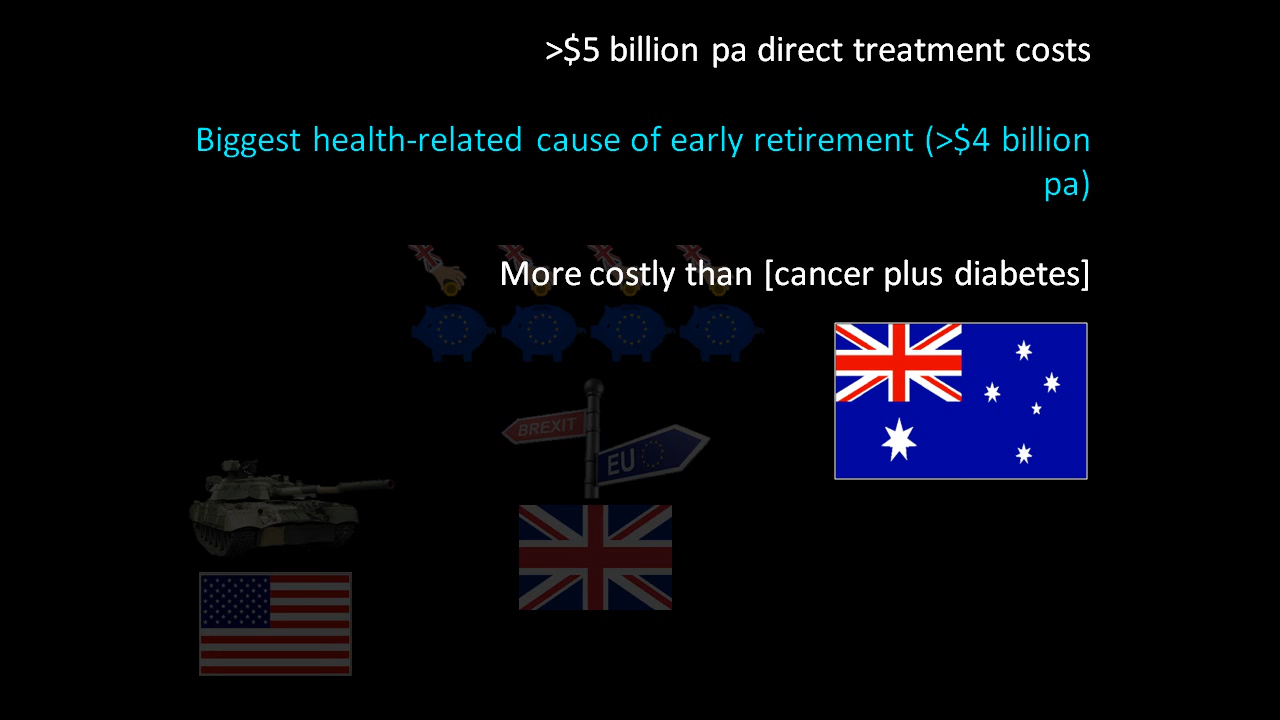 >$5 billion pa direct treatment costs
Biggest health-related cause of early retirement (>$4 billion
pa)
More costly than [cancer plus diabetes]
BREXIT
EU